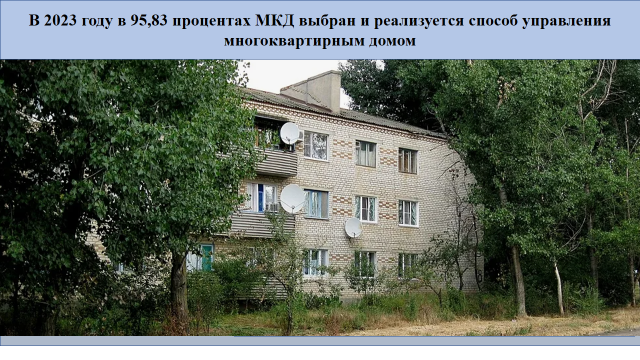 В 2023 году в 95,83 процентах МКД выбран и реализуется способ управления
многоквартирным домом